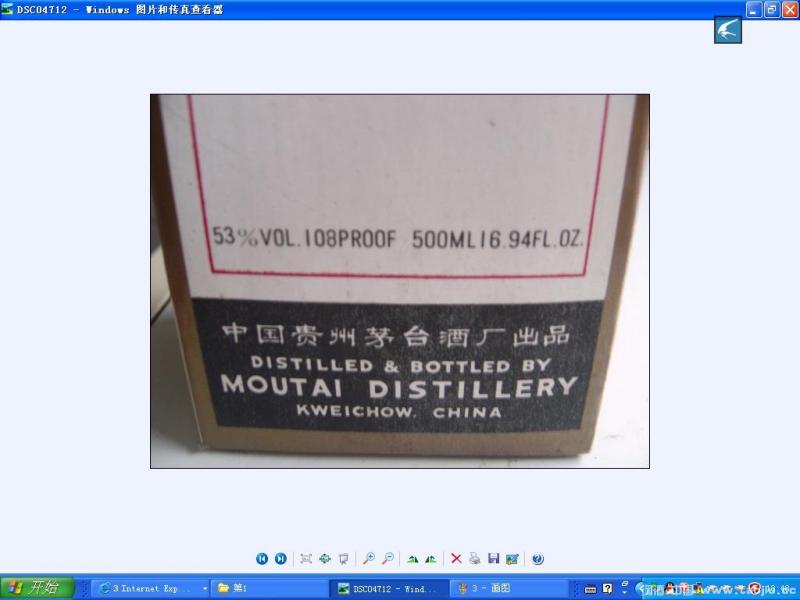 DSC04712 - Windows 图片和传真查看器
53%VOL.108PROOF 500ML16.94FL.OZ.
中国贵州茅台酒厂出品
DISTILLED & BOTTLED BY
MOUTAI DISTILLERY
KWEICHOW. CHINA
开始
3 Internet Exp...
第1
DSC04712 - Wind...
3 - 画图